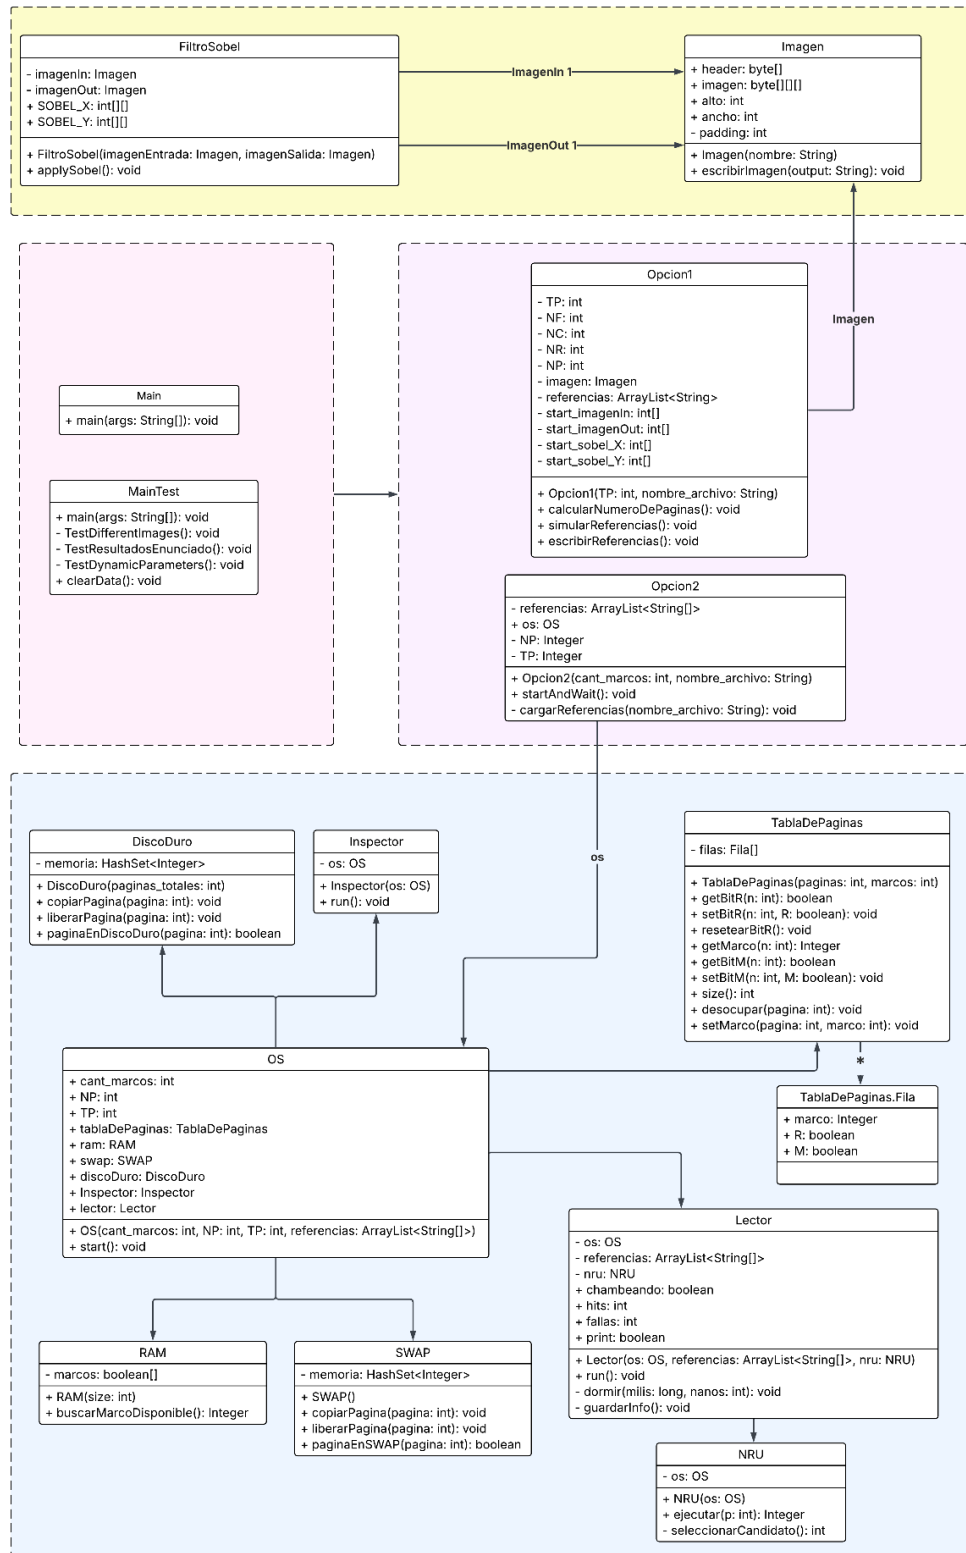 FiltroSobel
- imagenIn: Imagen
- imagenOut: Imagen
+ SOBEL_X: int[][]
+ SOBEL_Y: int[][]
+ FiltroSobel(imagenEntrada: Imagen, imagenSalida: Imagen)
+ applySobel(): void
ImagenIn 1
ImagenOut 1
Imagen
+ header: byte[]
+ imagen: byte[][][]
+ alto: int
+ ancho: int
- padding: int
+ Imagen(nombre: String)
+ escribirImagen(output: String): void
Imagen
Main
+ main(args: String[]): void
MainTest
+ main(args: String[]): void
- TestDifferentImages(): void
- TestResultadosEnunciado(): void
- TestDynamicParameters(): void
+ clearData(): void
Opcion1
- TP: int
- NF: int
- NC: int
- NR: int
- NP: int
- imagen: Imagen
- referencias: ArrayList<String>
- start_imagenIn: int[]
- start_imagenOut: int[]
- start_sobel_X: int[]
- start_sobel_Y: int[]
+ Opcion1(TP: int, nombre_archivo: String)
+ calcularNumeroDePaginas(): void
+ simularReferencias(): void
+ escribirReferencias(): void
Opcion2
- referencias: ArrayList<String[]>
+ os: OS
- NP: Integer
- TP: Integer
+ Opcion2(cant_marcos: int, nombre_archivo: String)
+ startAndWait(): void
- cargarReferencias(nombre_archivo: String): void
os
DiscoDuro
- memoria: HashSet<Integer>
+ DiscoDuro(paginas_totales: int)
+ copiarPagina(pagina: int): void
+ liberarPagina(pagina: int): void
+ paginaEnDiscoDuro(pagina: int): boolean
Inspector
- os: OS
+ Inspector(os: OS)
+ run(): void
TablaDePaginas
- filas: Fila[]
+ TablaDePaginas(paginas: int, marcos: int)
+ getBitR(n: int): boolean
+ setBitR(n: int, R: boolean): void
+ resetearBitR(): void
+ getMarco(n: int): Integer
+ getBitM(n: int): boolean
+ setBitM(n: int, M: boolean): void
+ size(): int
+ desocupar(pagina: int): void
+ setMarco(pagina: int, marco: int): void
*
TablaDePaginas.Fila
+ marco: Integer
+ R: boolean
+ M: boolean
OS
+ cant_marcos: int
+ NP: int
+ TP: int
+ tablaDePaginas: TablaDePaginas
+ ram: RAM
+ swap: SWAP
+ discoDuro: DiscoDuro
+ Inspector: Inspector
+ lector: Lector
+ OS(cant_marcos: int, NP: int, TP: int, referencias: ArrayList<String[]>)
+ start(): void
Lector
- os: OS
- referencias: ArrayList<String[]>
- nru: NRU
+ chambeando: boolean
+ hits: int
+ fallas: int
+ print: boolean
+ Lector(os: OS, referencias: ArrayList<String[]>, nru: NRU)
+ run(): void
- dormir(milis: long, nanos: int): void
- guardarInfo(): void
RAM
- marcos: boolean[]
+ RAM(size: int)
+ buscarMarcoDisponible(): Integer
SWAP
- memoria: HashSet<Integer>
+ SWAP()
+ copiarPagina(pagina: int): void
+ liberarPagina(pagina: int): void
+ paginaEnSWAP(pagina: int): boolean
NRU
- os: OS
+ NRU(os: OS)
+ ejecutar(p: int): Integer
- seleccionarCandidato(): int